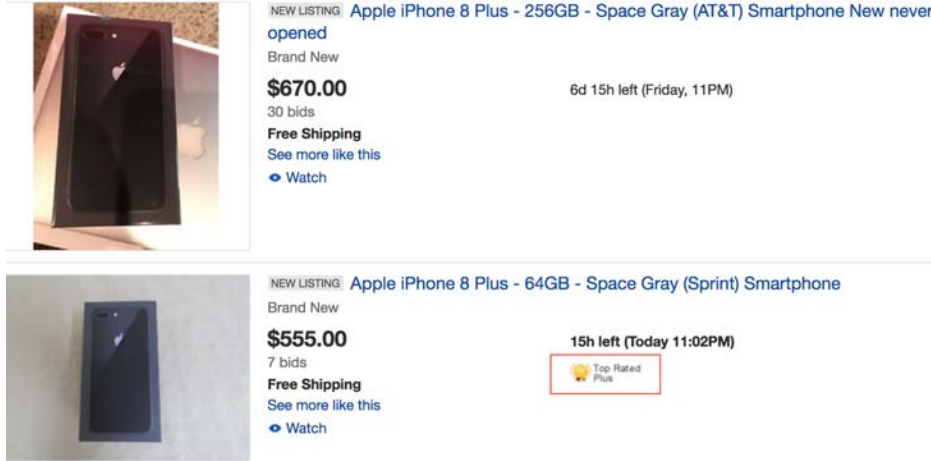 NEW LISTING Apple iPhone 8 Plus - 256GB - Space Gray (AT&T) Smartphone New never
opened
Brand New
$670.00
6d 15h left (Friday, 11PM)
30 bids
Free Shipping
See more like this
Watch
NEW LISTING Apple iPhone 8 Plus - 64GB - Space Gray (Sprint) Smartphone
Brand New
$555.00
15h left (Today 11:02PM)
7 bids
Top Rated
Plus
Free Shipping
See more like this
Watch